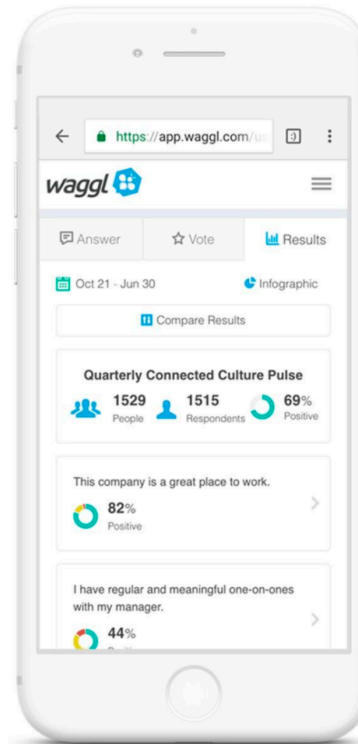 https://app.waggl.com/us
:)
waggl
Answer
Vote
Results
Oct 21 - Jun 30
Infographic
Compare Results
Quarterly Connected Culture Pulse
1529
People
1515
Respondents
69%
Positive
This company is a great place to work.
82%
Positive
I have regular and meaningful one-on-ones
with my manager.
44%